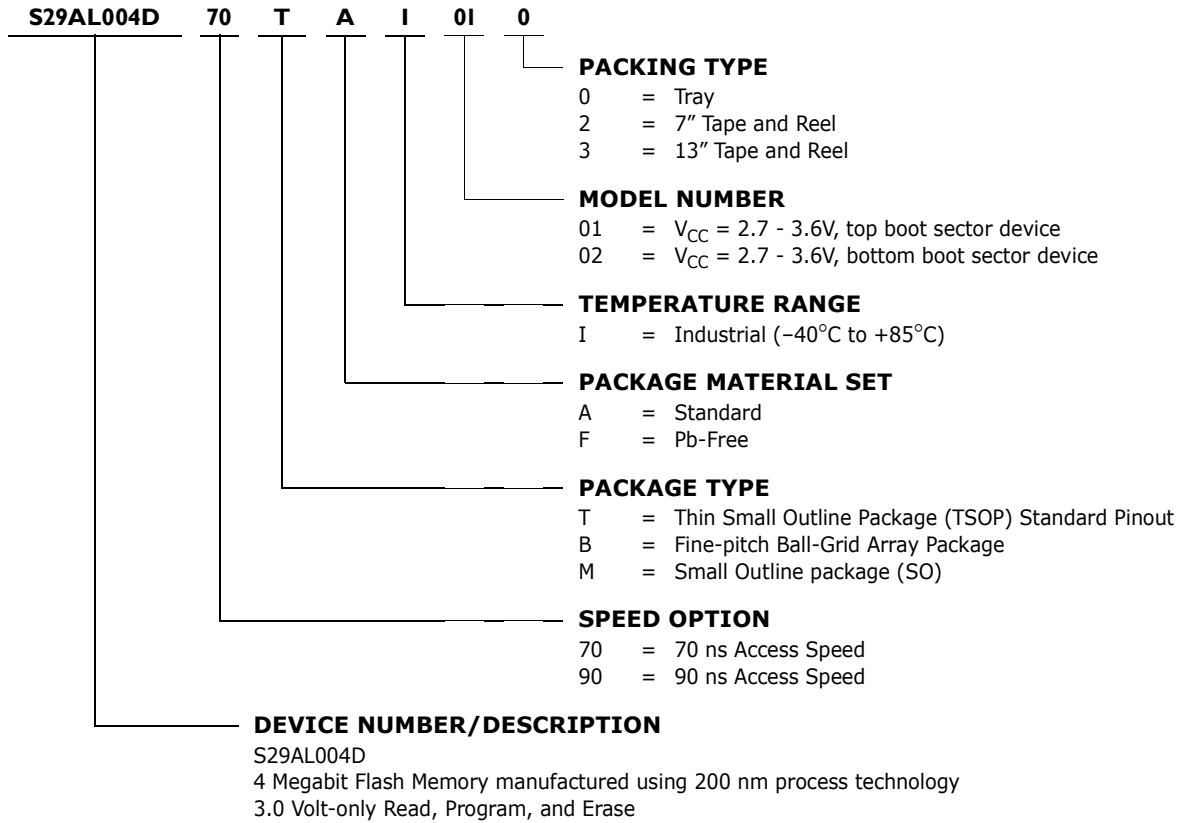 S29AL004D 70 T A I 01 0
PACKING TYPE
0 = Tray
2 = 7″ Tape and Reel
3 = 13″ Tape and Reel
MODEL NUMBER
01 = VCC = 2.7 - 3.6V, top boot sector device
02 = VCC = 2.7 - 3.6V, bottom boot sector device
TEMPERATURE RANGE
I = Industrial (–40°C to +85°C)
PACKAGE MATERIAL SET
A = Standard
F = Pb-Free
PACKAGE TYPE
T = Thin Small Outline Package (TSOP) Standard Pinout
B = Fine-pitch Ball-Grid Array Package
M = Small Outline package (SO)
SPEED OPTION
70 = 70 ns Access Speed
90 = 90 ns Access Speed
DEVICE NUMBER/DESCRIPTION
S29AL004D
4 Megabit Flash Memory manufactured using 200 nm process technology
3.0 Volt-only Read, Program, and Erase